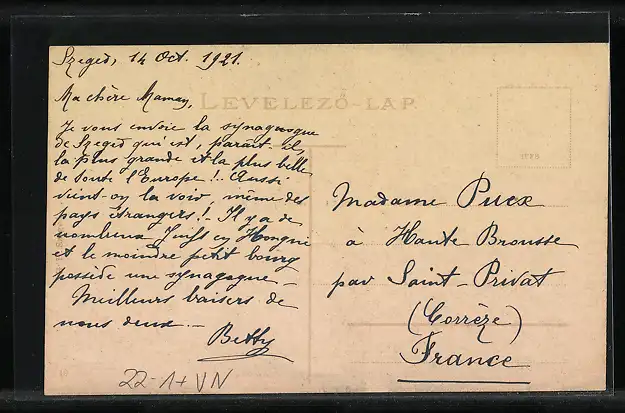 Szeged, 14 Oct. 1921.
LEVELEZŐ-LAP.
Ma chère Maman,
Je vous envoie la synagogue
de Szeged qui est, paraît-il,
la plus grande et la plus belle
de toute l'Europe!! Aussi
vient-on la voir, même des
pays étrangers! Il y a de
nombreux Juifs en Hongrie
et le moindre petit bourg
possède une synagogue -
Meilleurs baisers de
nous deux. -
Betty
Madame Puex
à Haute Brousse
par Saint-Privat
(Corrèze)
France
22-1+ VN